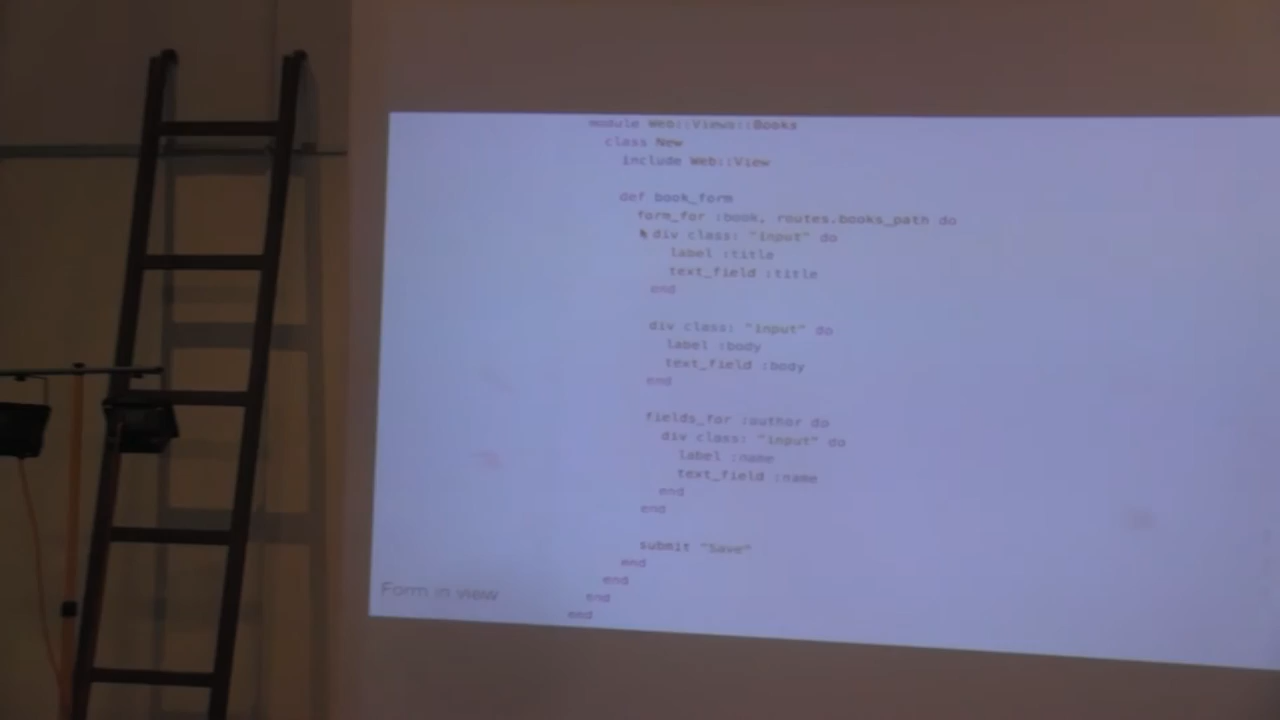 module Web::Views::Books
class New
include Web::View
def book_form
form_for :book, routes.books_path do
div class: "input" do
label :title
text_field :title
end
div class: "input" do
label :body
text_field :body
end
fields_for :author do
div class: "input" do
label :name
text_field :name
end
end
submit "Save"
end
end
end
end
Form in view